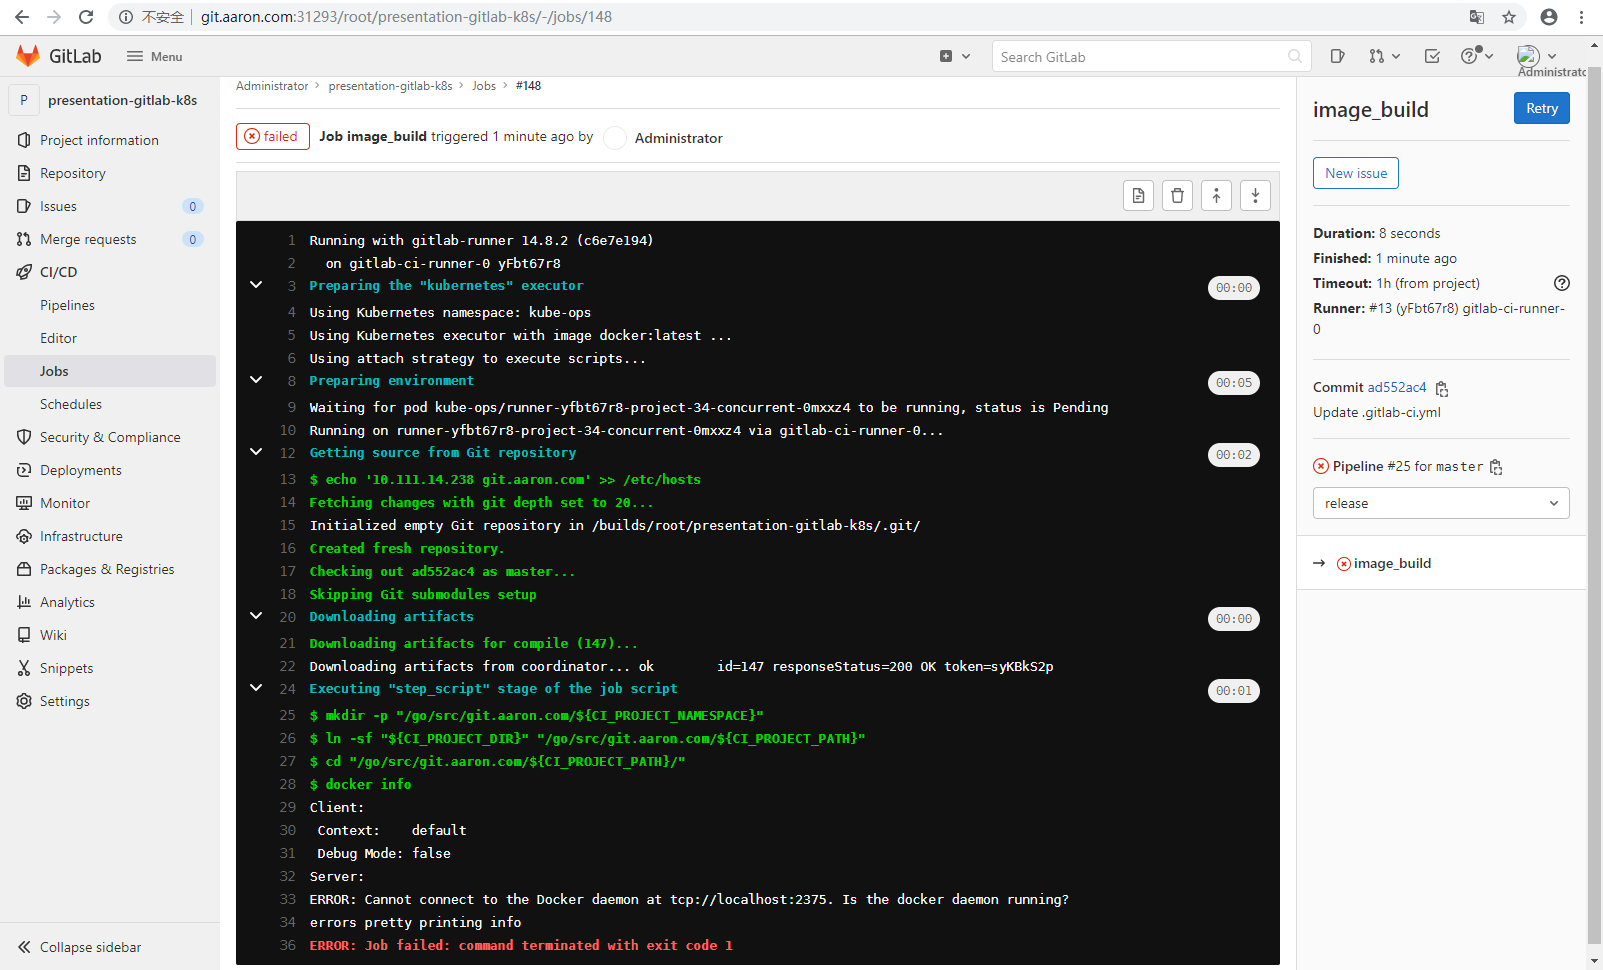 不安全 git.aaron.com:31293/root/presentation-gitlab-k8s/-/jobs/148
GitLab Menu Search GitLab
Administrato
P presentation-gitlab-k8s
Project information
Repository
Issues 0
Merge requests 0
CI/CD
Pipelines
Editor
Jobs
Schedules
Security & Compliance
Deployments
Monitor
Infrastructure
Packages & Registries
Analytics
Wiki
Snippets
Settings
Collapse sidebar
Administrator > presentation-gitlab-k8s > Jobs > #148
failed Job image_build triggered 1 minute ago by Administrator
1 Running with gitlab-runner 14.8.2 (c6e7e194)
2 on gitlab-ci-runner-0 yFbt67r8
3 Preparing the "kubernetes" executor 00:00
4 Using Kubernetes namespace: kube-ops
5 Using Kubernetes executor with image docker:latest ...
6 Using attach strategy to execute scripts...
8 Preparing environment 00:05
9 Waiting for pod kube-ops/runner-yfbt67r8-project-34-concurrent-0mxxz4 to be running, status is Pending
10 Running on runner-yfbt67r8-project-34-concurrent-0mxxz4 via gitlab-ci-runner-0...
12 Getting source from Git repository 00:02
13 $ echo '10.111.14.238 git.aaron.com' >> /etc/hosts
14 Fetching changes with git depth set to 20...
15 Initialized empty Git repository in /builds/root/presentation-gitlab-k8s/.git/
16 Created fresh repository.
17 Checking out ad552ac4 as master...
18 Skipping Git submodules setup
20 Downloading artifacts 00:00
21 Downloading artifacts for compile (147)...
22 Downloading artifacts from coordinator... ok id=147 responseStatus=200 OK token=syKBkS2p
24 Executing "step_script" stage of the job script 00:01
25 $ mkdir -p "/go/src/git.aaron.com/${CI_PROJECT_NAMESPACE}"
26 $ ln -sf "${CI_PROJECT_DIR}" "/go/src/git.aaron.com/${CI_PROJECT_PATH}"
27 $ cd "/go/src/git.aaron.com/${CI_PROJECT_PATH}/"
28 $ docker info
29 Client:
30 Context: default
31 Debug Mode: false
32 Server:
33 ERROR: Cannot connect to the Docker daemon at tcp://localhost:2375. Is the docker daemon running?
34 errors pretty printing info
36 ERROR: Job failed: command terminated with exit code 1
image_build Retry
New issue
Duration: 8 seconds
Finished: 1 minute ago
Timeout: 1h (from project)
Runner: #13 (yFbt67r8) gitlab-ci-runner-
0
Commit ad552ac4
Update .gitlab-ci.yml
Pipeline #25 for master
release
→ image_build